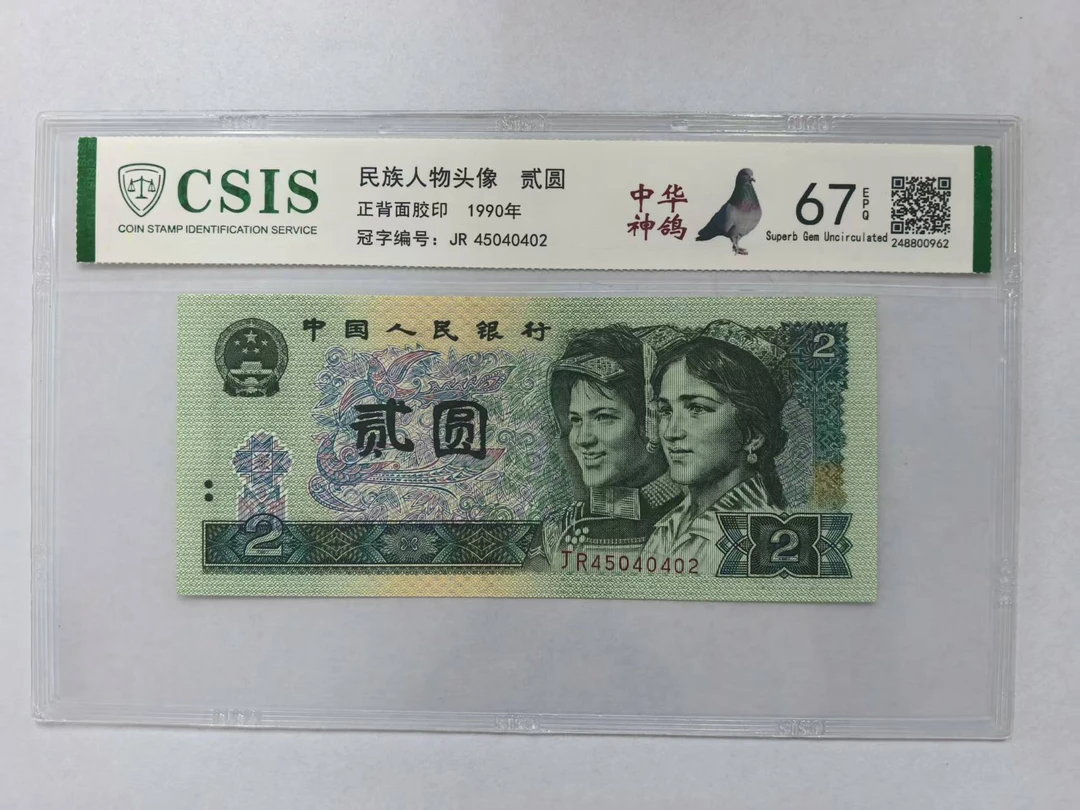 CSIS
COIN STAMP IDENTIFICATION SERVICE
民族人物头像 贰圆
正背面胶印 1990年
冠字编号：JR 45040402
中华
神鸽
67
EPQ
Superb Gem Uncirculated
248800962
中国人民银行
2
贰圆
2
JR45040402
2